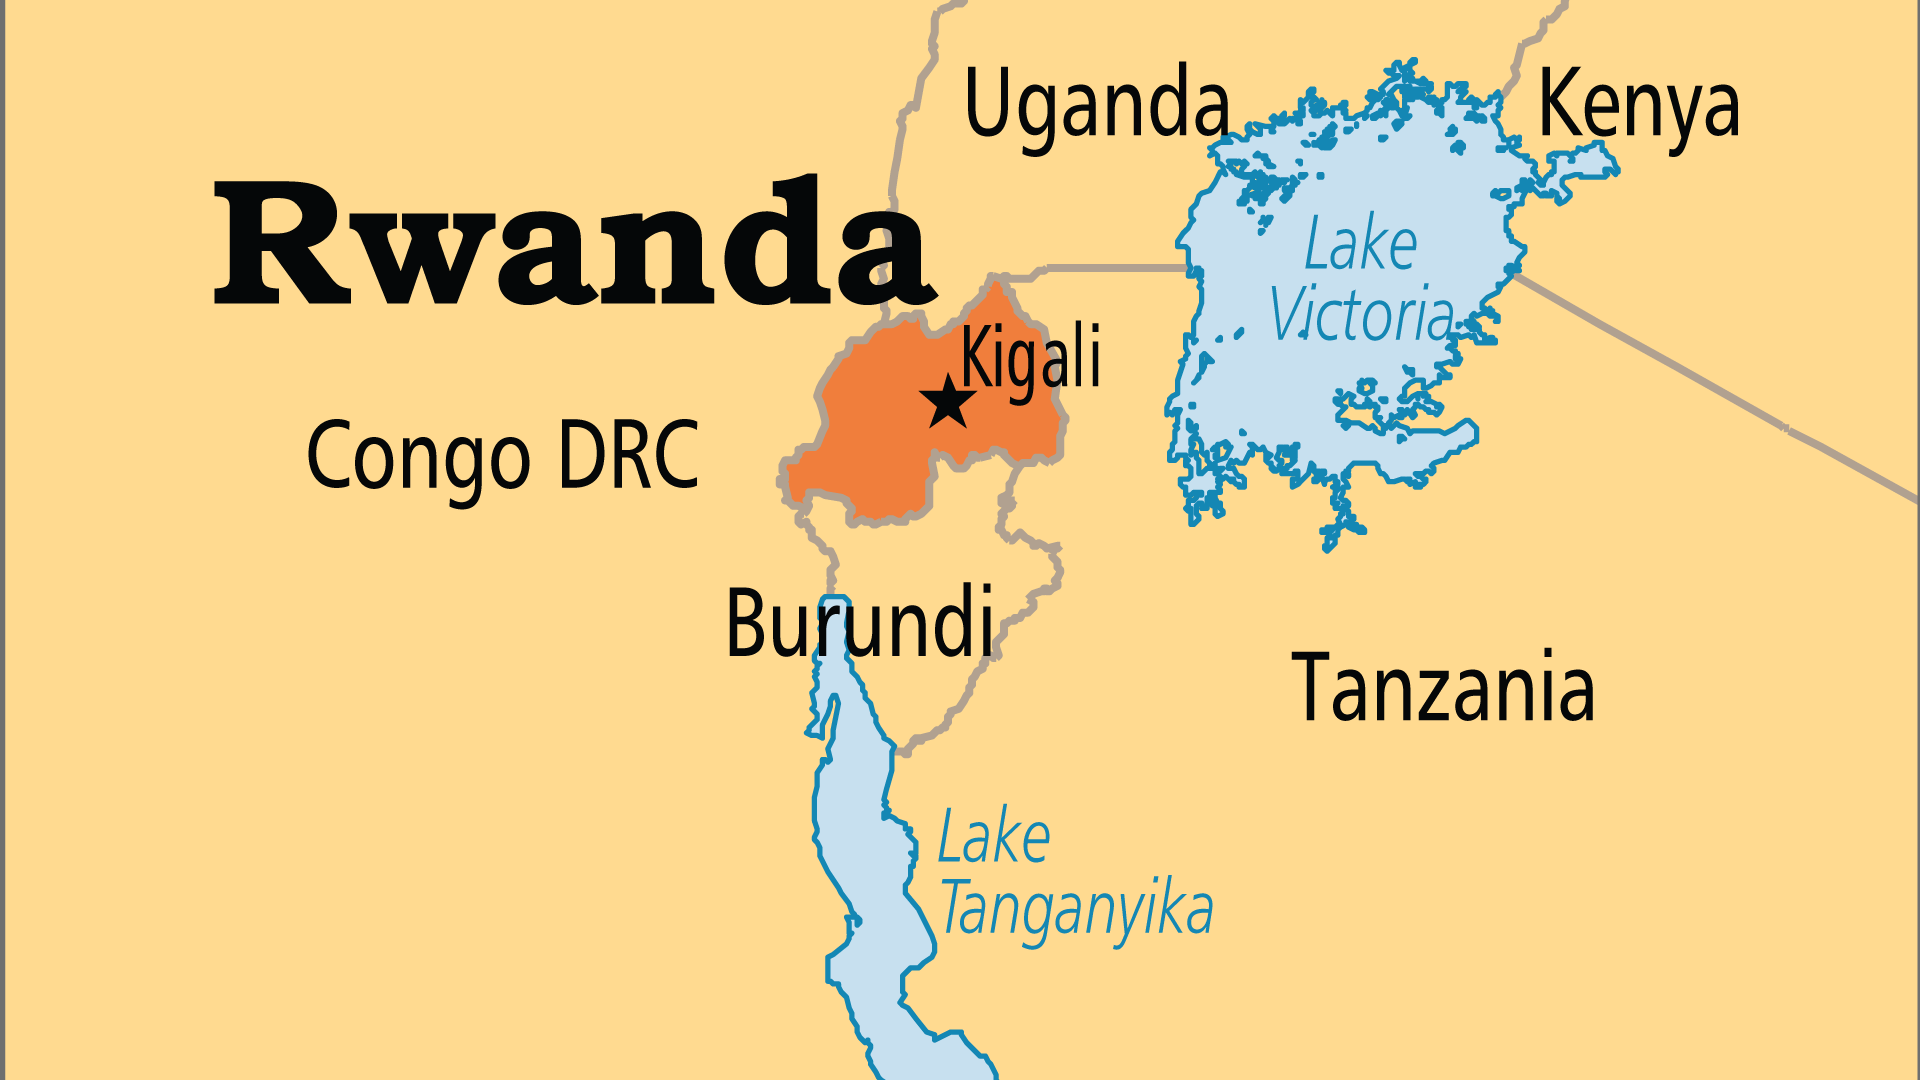 Uganda
Kenya
Rwanda
Lake
Victoria
Kigali
Congo DRC
Burundi
Tanzania
Lake
Tanganyika